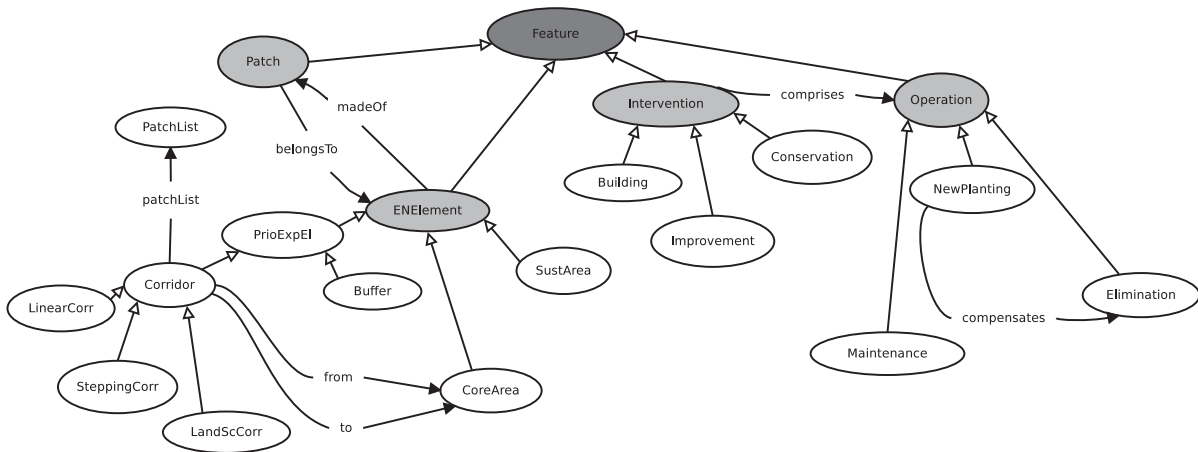 Feature
Patch
madeOf
comprises
Intervention
Operation
PatchList
belongsTo
Conservation
Building
NewPlanting
patchList
ENElement
PrioExpEl
Improvement
SustArea
Corridor
Buffer
LinearCorr
Elimination
compensates
Maintenance
from
SteppingCorr
CoreArea
to
LandScCorr